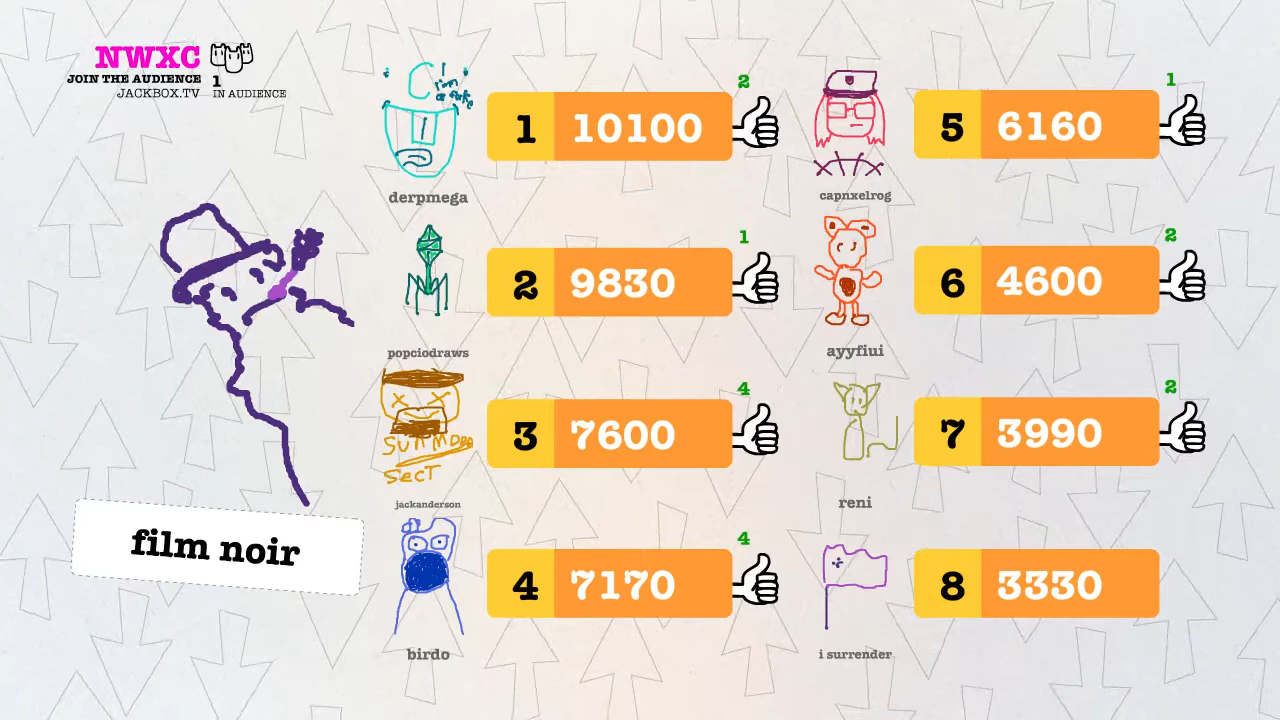 NWXC
JOIN THE AUDIENCE
JACKBOX.TV
1
IN AUDIENCE
film noir
derpmega
1 10100
2
popciodraws
2 9830
1
SUNMDRO
SECT
jackanderson
3 7600
4
birdo
4 7170
4
capnxelrog
5 6160
1
ayyfiui
6 4600
2
reni
7 3990
2
i surrender
8 3330